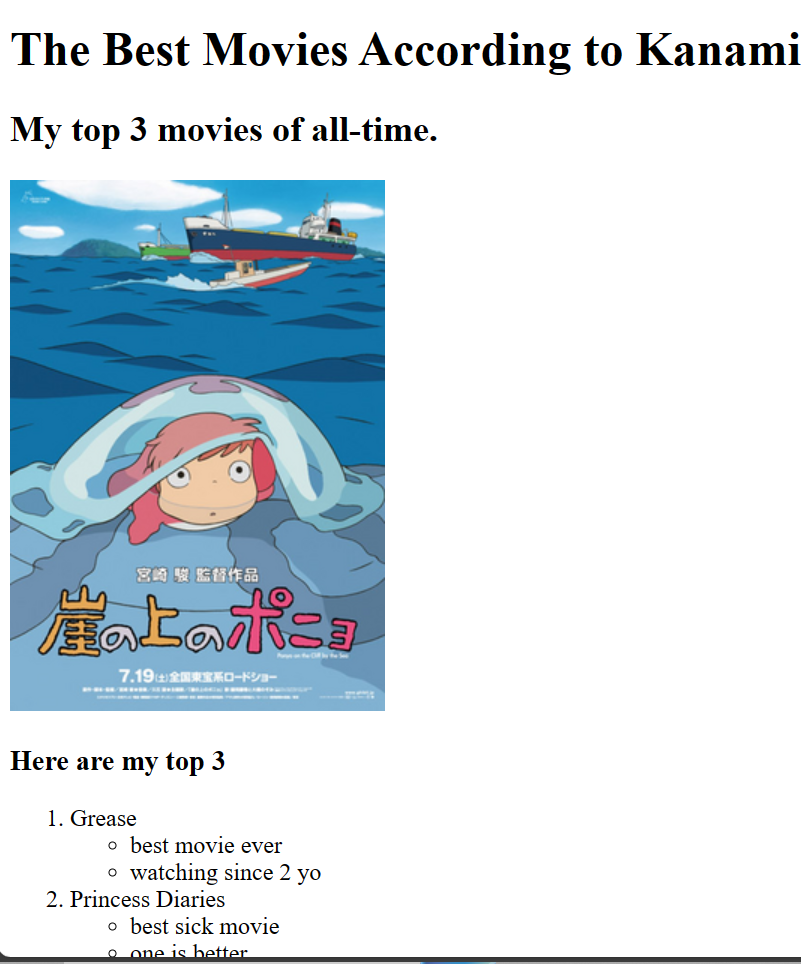 The Best Movies According to Kanami
My top 3 movies of all-time.
宮崎 駿 監督作品
崖の上のポニョ
Ponyo on the Cliff by the Sea
7.19(土)全国東宝系ロードショー
Here are my top 3
1. Grease
◦ best movie ever
◦ watching since 2 yo
2. Princess Diaries
◦ best sick movie
◦ one is better